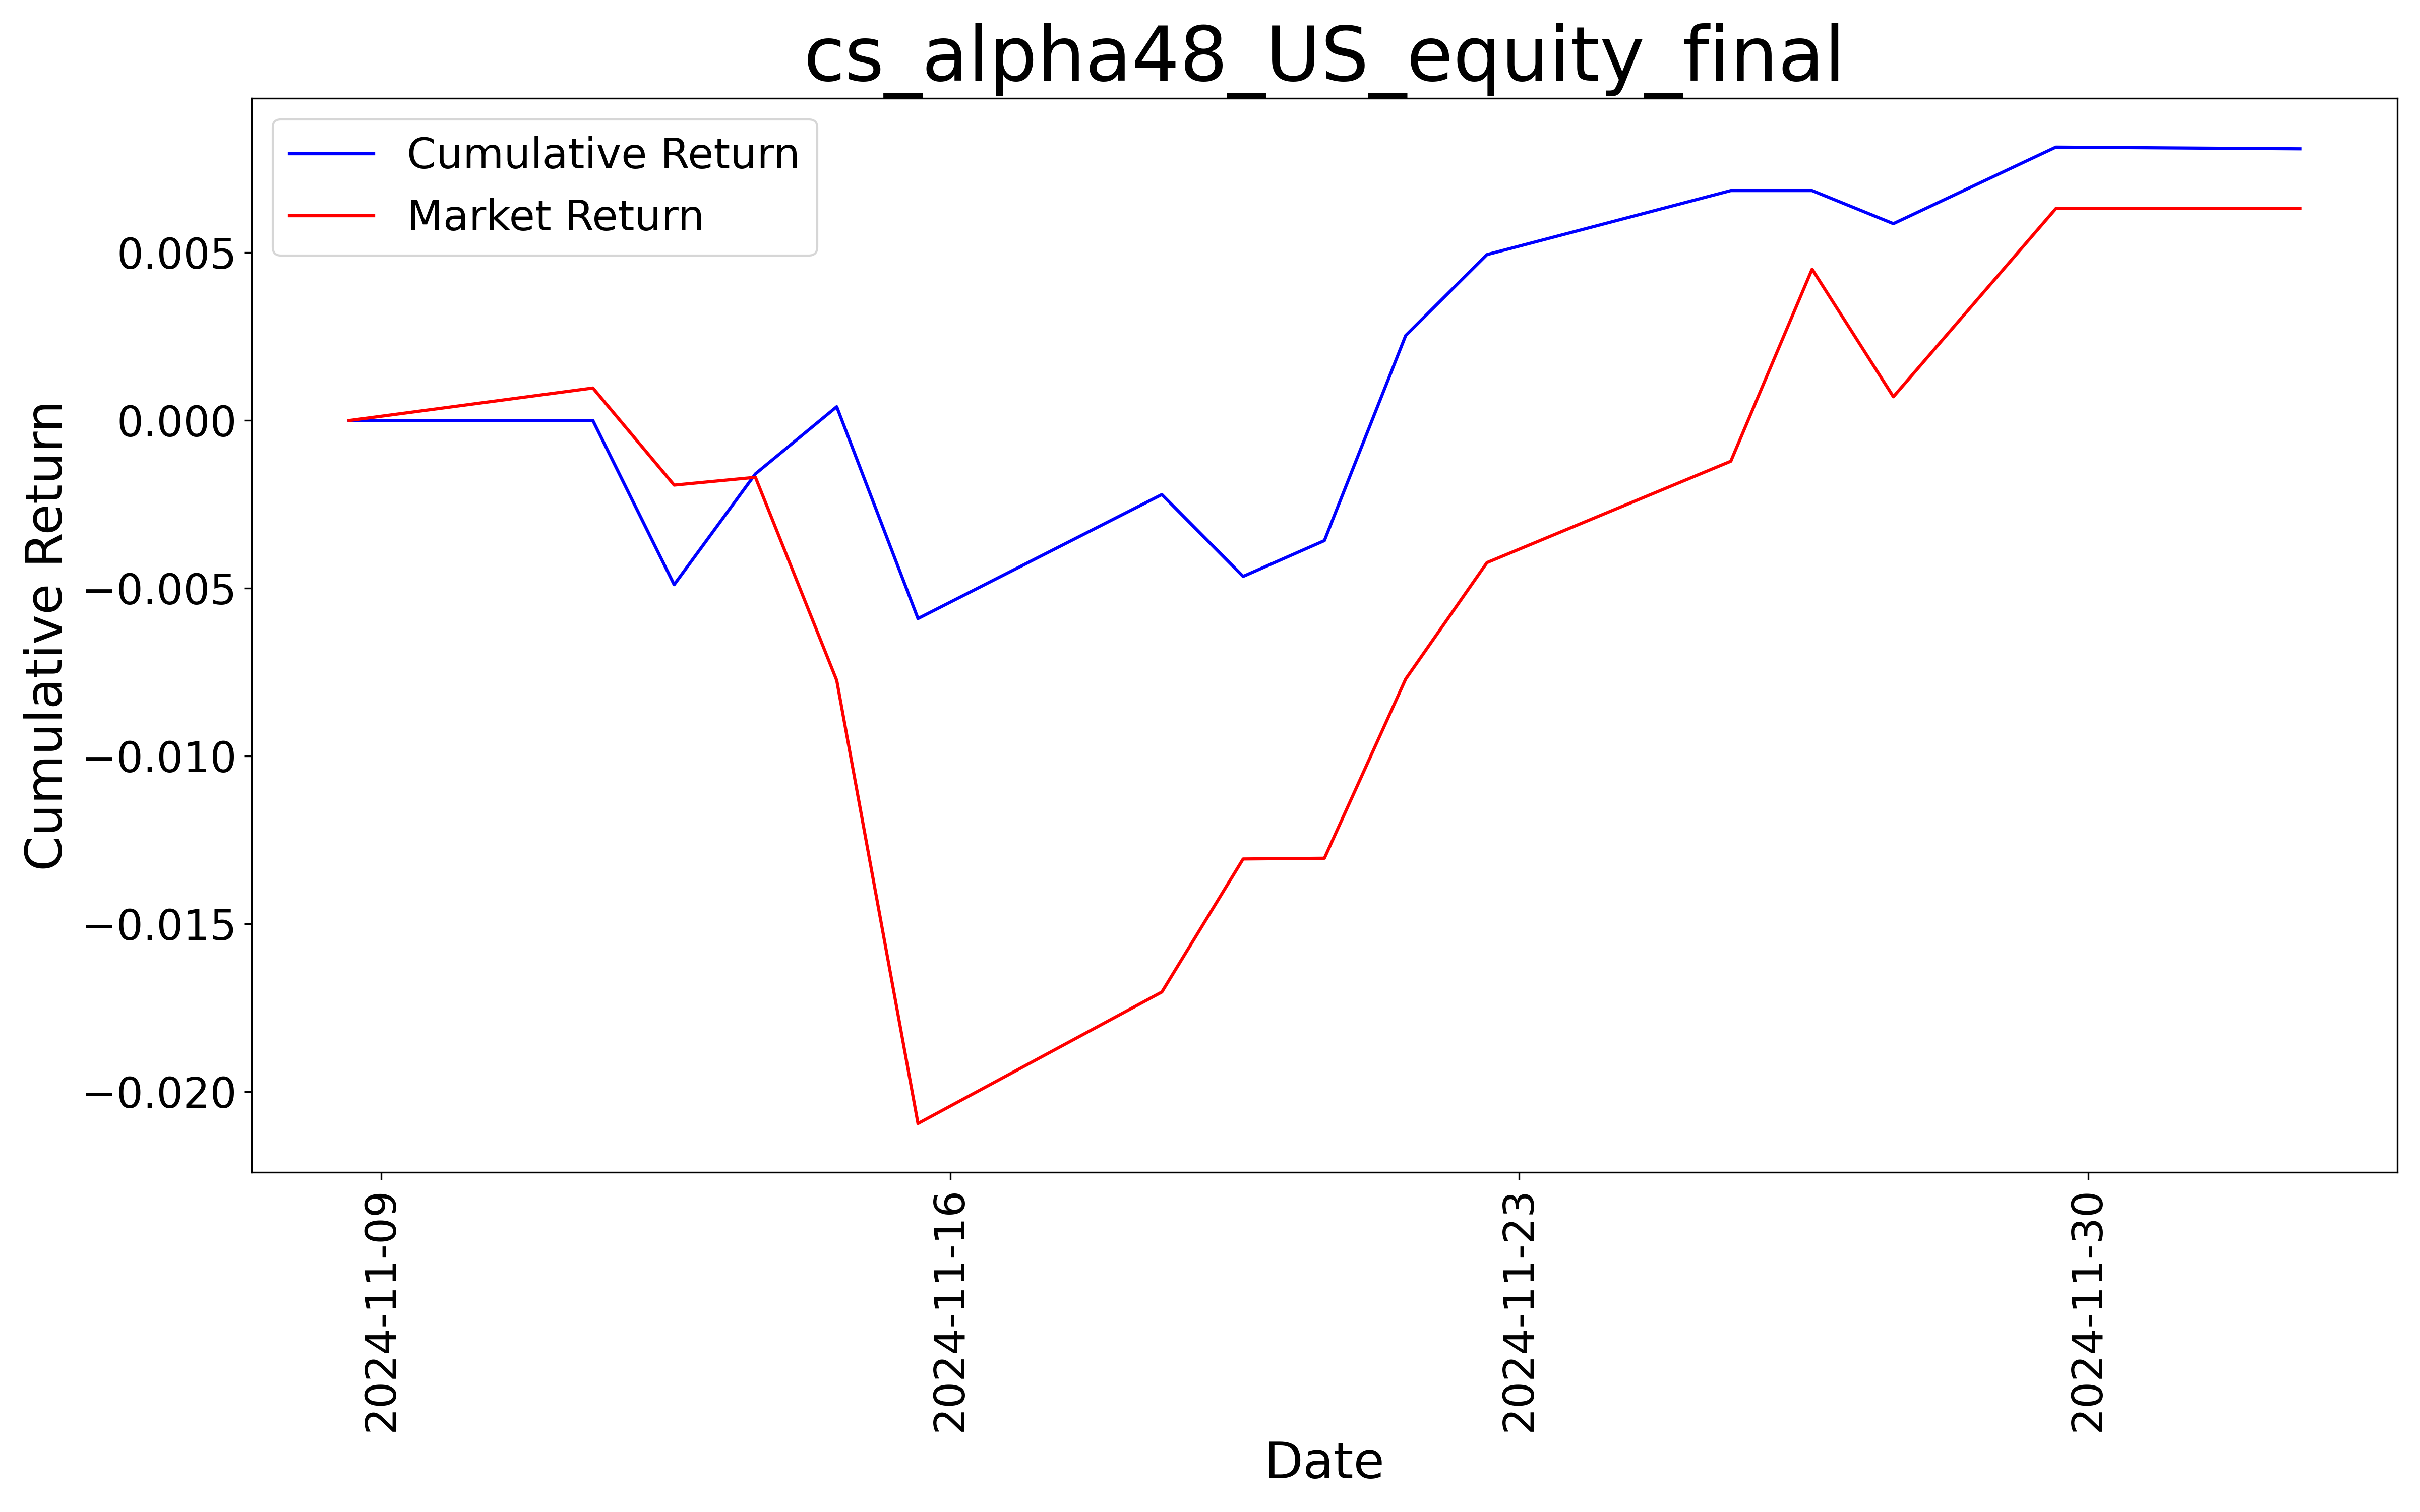 cs_alpha48_US_equity_final
Cumulative Return
Market Return
Cumulative Return
0.005
0.000
−0.005
−0.010
−0.015
−0.020
2024-11-09
2024-11-16
2024-11-23
2024-11-30
Date